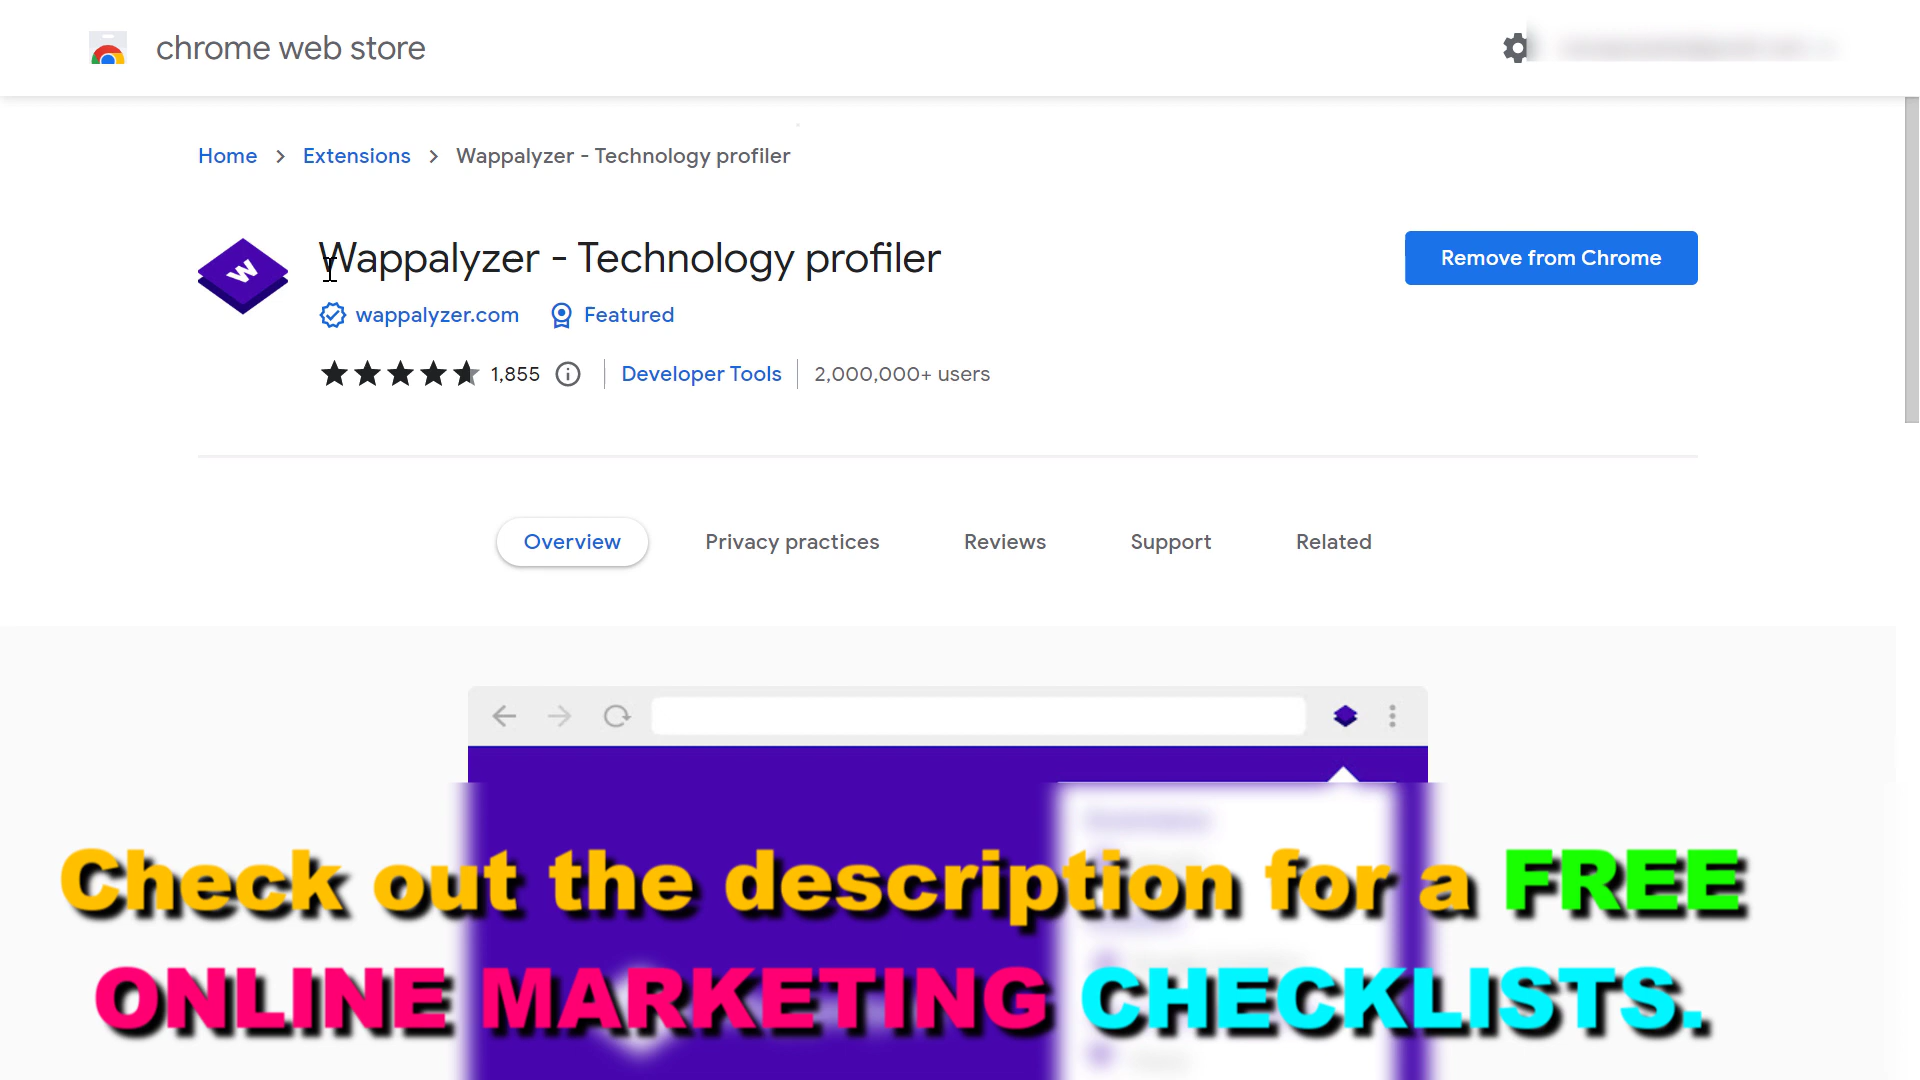 chrome web store
Home > Extensions > Wappalyzer - Technology profiler
W
Wappalyzer - Technology profiler
Remove from Chrome
wappalyzer.com Featured
1,855 Developer Tools 2,000,000+ users
Overview Privacy practices Reviews Support Related
Check out the description for a FREE
ONLINE MARKETING CHECKLISTS.